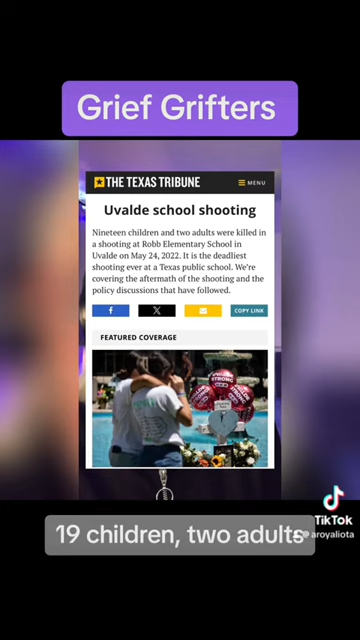 Grief Grifters
THE TEXAS TRIBUNE
MENU
Uvalde school shooting
Nineteen children and two adults were killed in
a shooting at Robb Elementary School in
Uvalde on May 24, 2022. It is the deadliest
shooting ever at a Texas public school. We're
covering the aftermath of the shooting and the
policy discussions that have followed.
COPY LINK
FEATURED COVERAGE
19 children, two adults
TikTok
aroyaliota